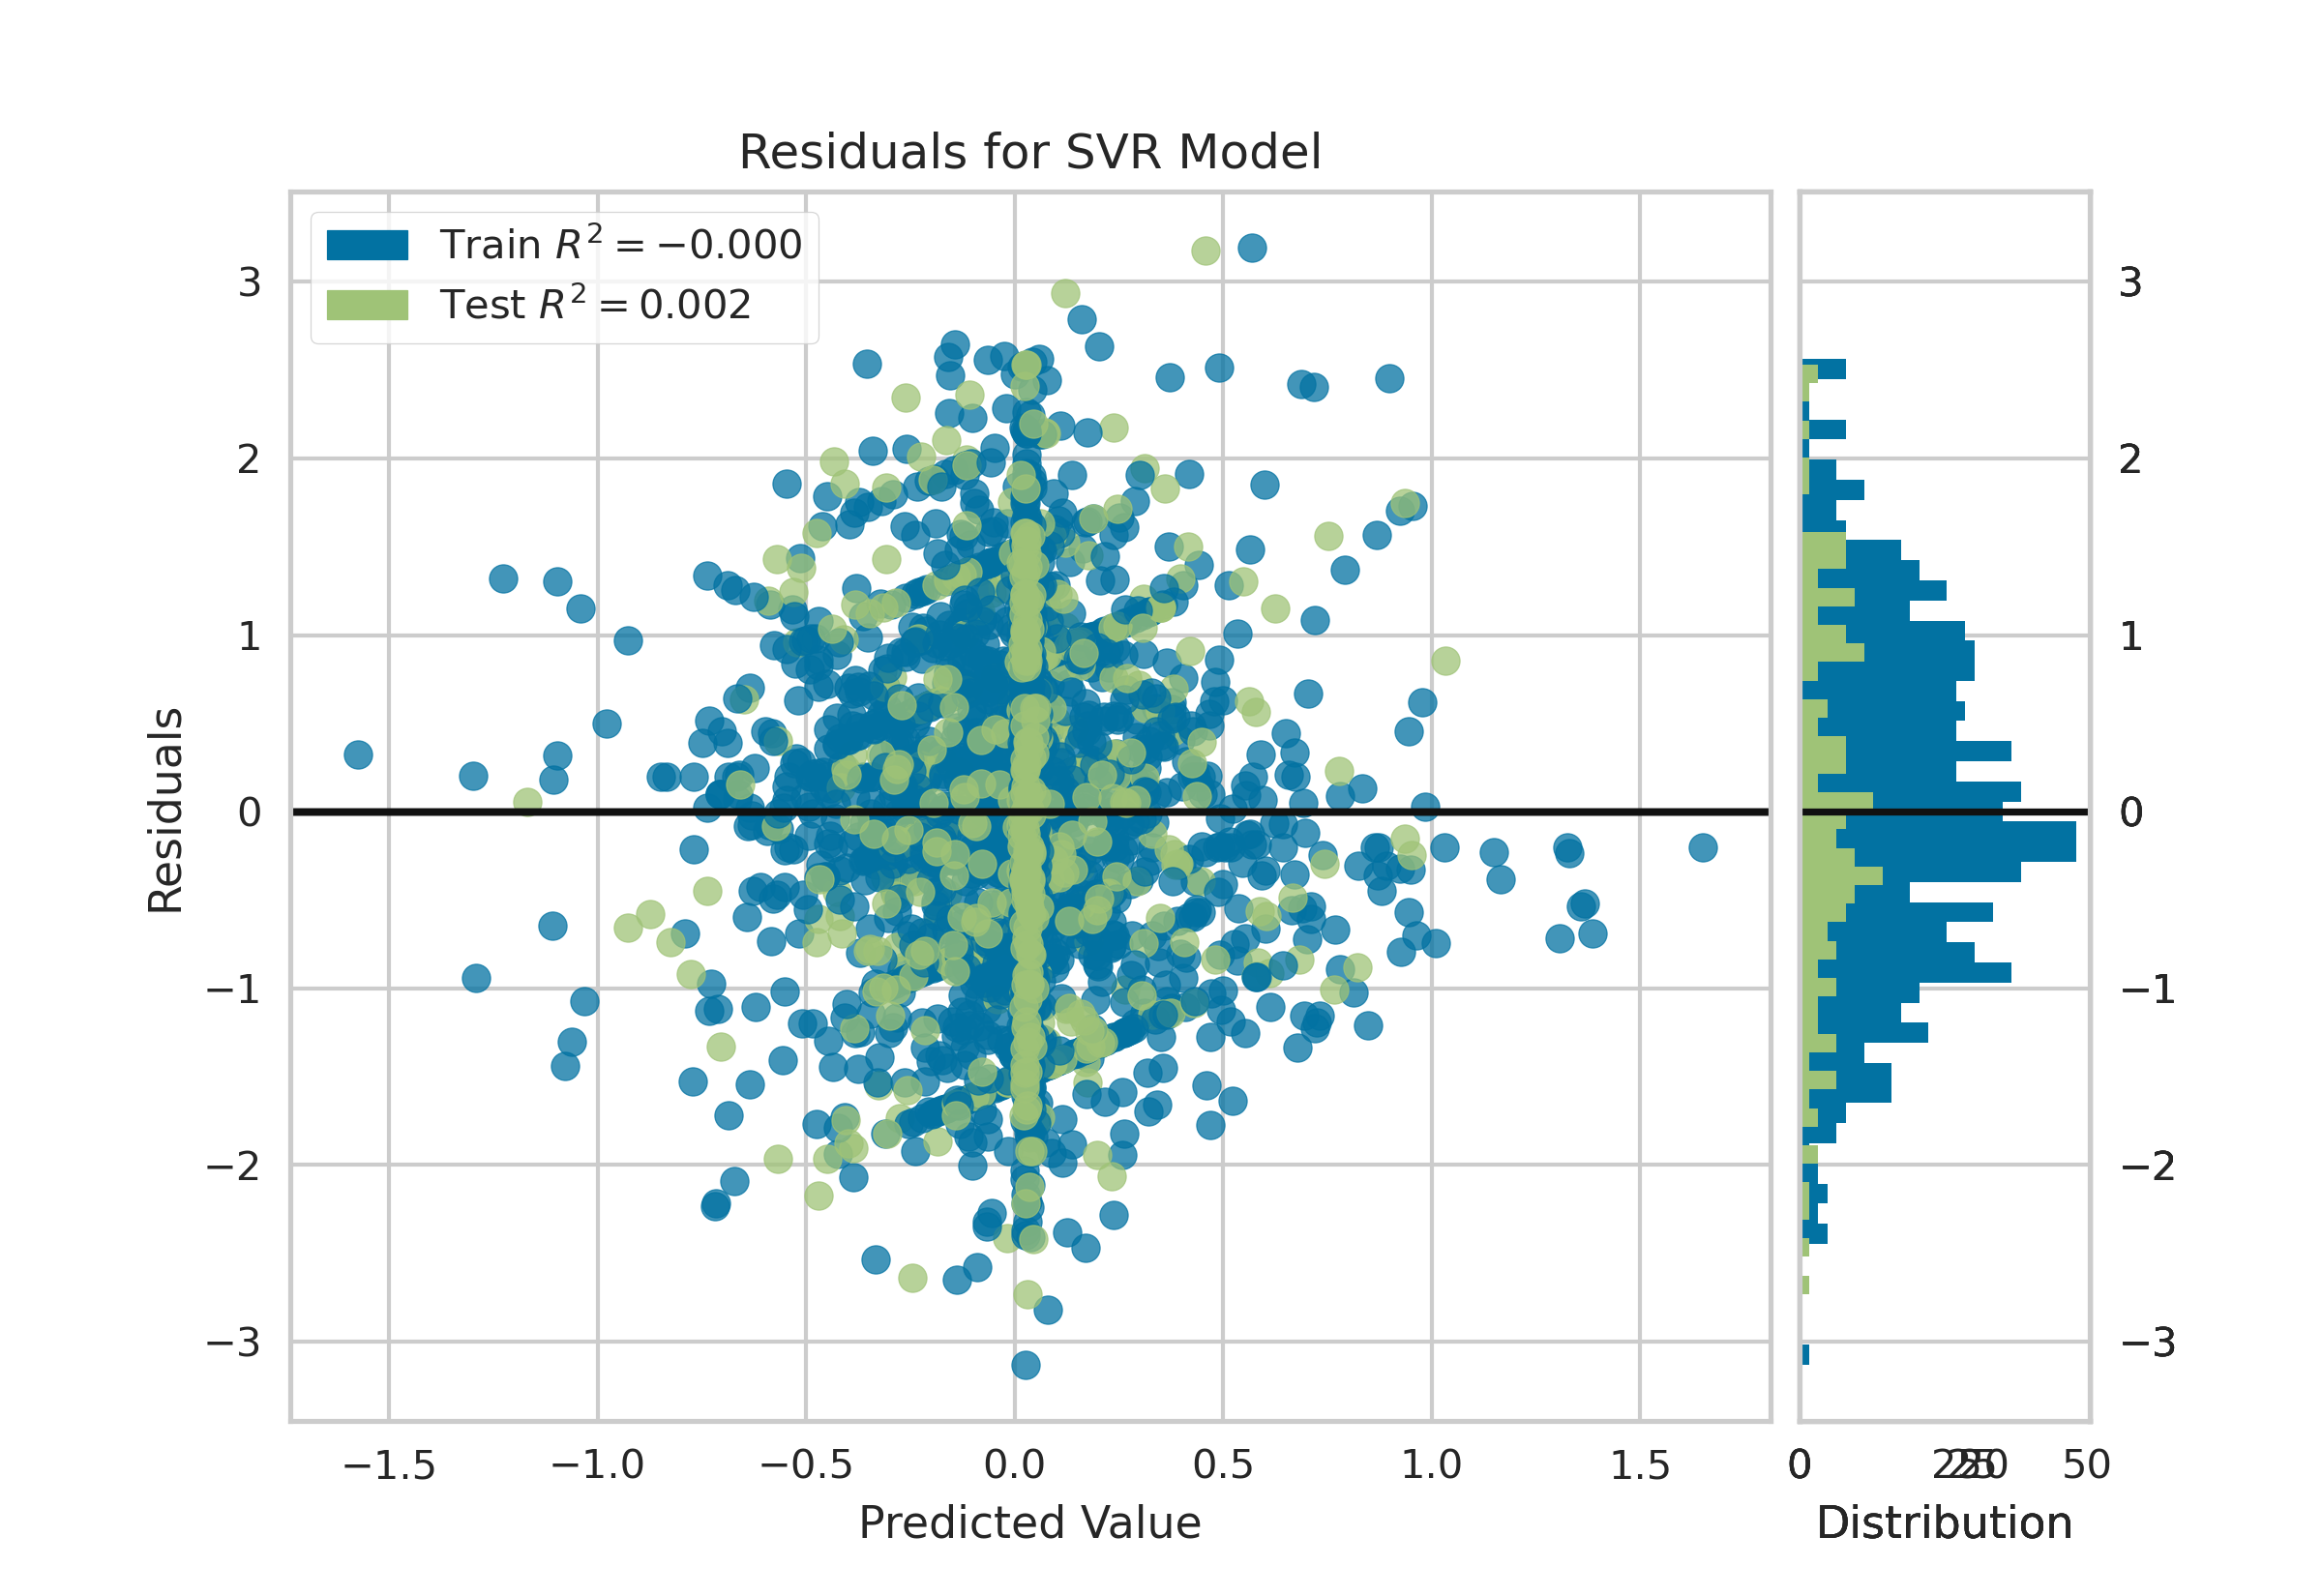 Residuals for SVR Model
Train R² = −0.000
Test R² = 0.002
Residuals
3
2
1
0
−1
−2
−3
−1.5 −1.0 −0.5 0.0 0.5 1.0 1.5
Predicted Value
3
2
1
0
−1
−2
−3
0 50
Distribution